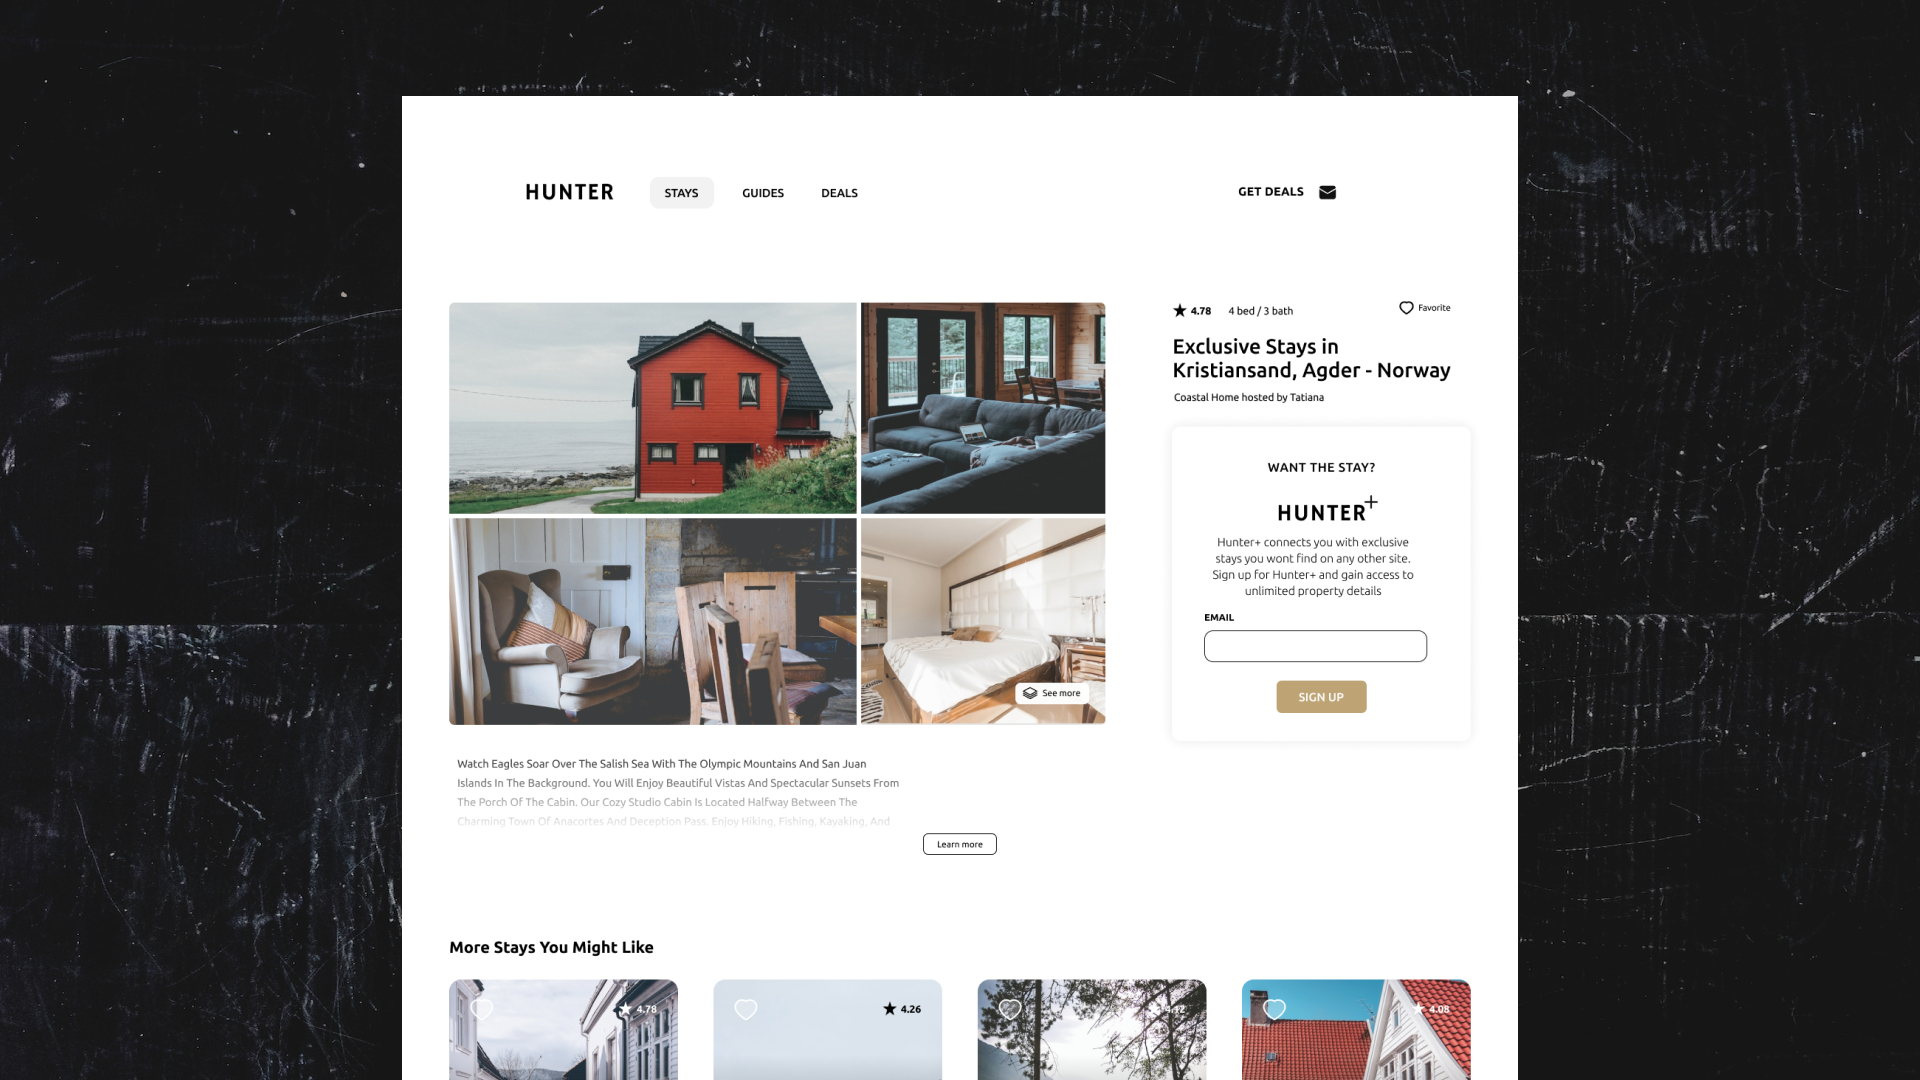 HUNTER STAYS GUIDES DEALS GET DEALS
4.78 4 bed / 3 bath Favorite
Exclusive Stays in
Kristiansand, Agder - Norway
Coastal Home hosted by Tatiana
WANT THE STAY?
HUNTER+
Hunter+ connects you with exclusive
stays you wont find on any other site.
Sign up for Hunter+ and gain access to
unlimited property details
EMAIL
SIGN UP
See more
Watch Eagles Soar Over The Salish Sea With The Olympic Mountains And San Juan
Islands In The Background. You Will Enjoy Beautiful Vistas And Spectacular Sunsets From
The Porch Of The Cabin. Our Cozy Studio Cabin Is Located Halfway Between The
Charming Town Of Anacortes And Deception Pass. Enjoy Hiking, Fishing, Kayaking, And
Learn more
More Stays You Might Like
4.78
4.26
4.12
4.08